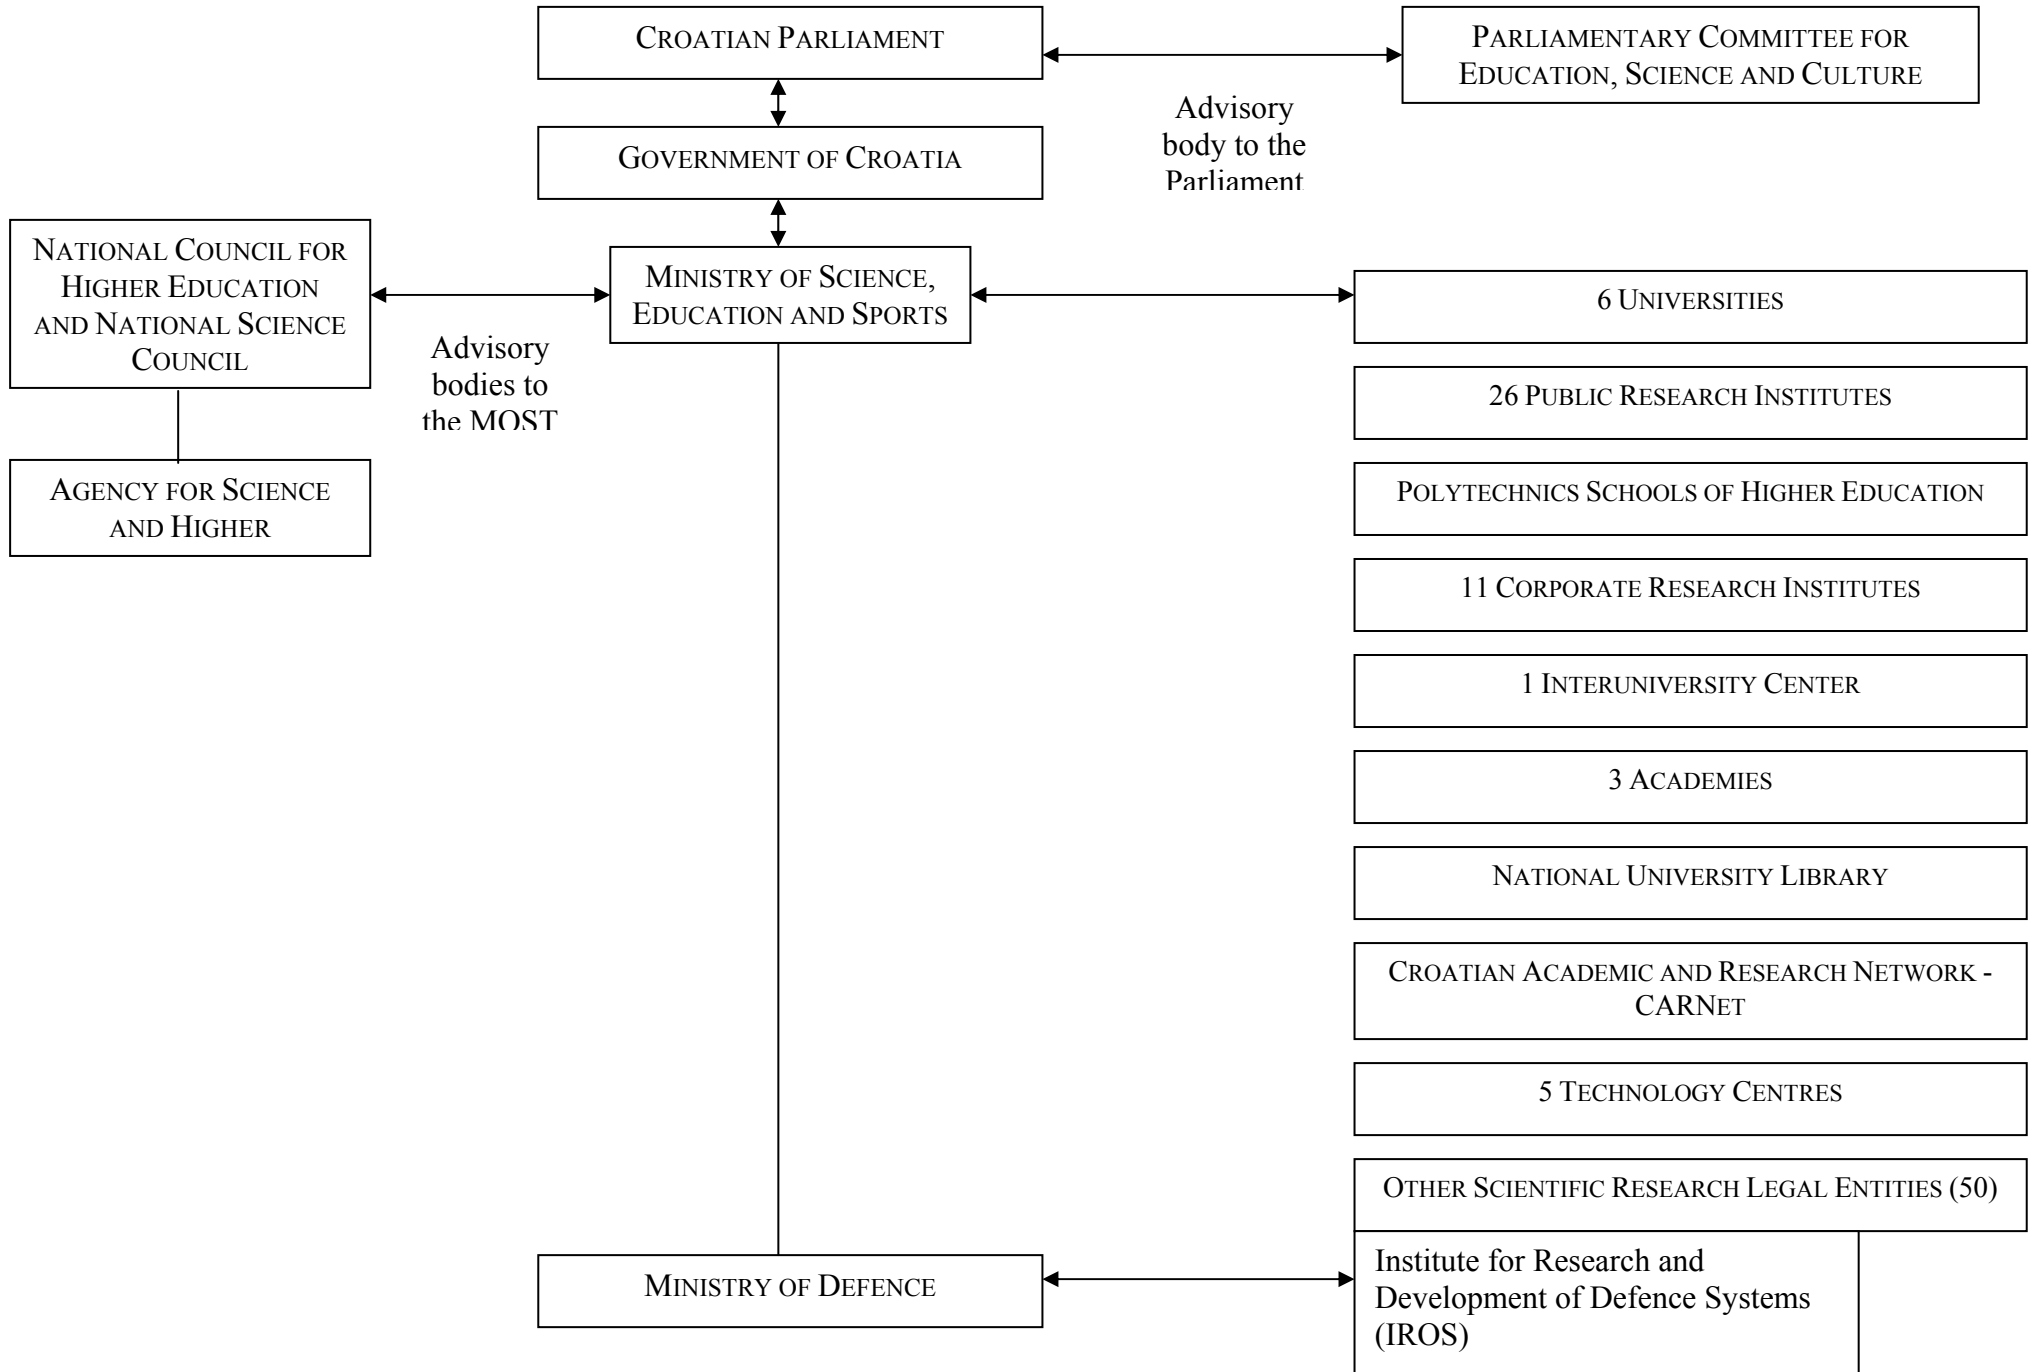 CROATIAN PARLIAMENT
PARLIAMENTARY COMMITTEE FOR
EDUCATION, SCIENCE AND CULTURE
Advisory
body to the
Parliament
GOVERNMENT OF CROATIA
NATIONAL COUNCIL FOR
HIGHER EDUCATION
AND NATIONAL SCIENCE
COUNCIL
MINISTRY OF SCIENCE,
EDUCATION AND SPORTS
Advisory
bodies to
the MOST
AGENCY FOR SCIENCE
AND HIGHER
6 UNIVERSITIES
26 PUBLIC RESEARCH INSTITUTES
POLYTECHNICS SCHOOLS OF HIGHER EDUCATION
11 CORPORATE RESEARCH INSTITUTES
1 INTERUNIVERSITY CENTER
3 ACADEMIES
NATIONAL UNIVERSITY LIBRARY
CROATIAN ACADEMIC AND RESEARCH NETWORK -
CARNET
5 TECHNOLOGY CENTRES
OTHER SCIENTIFIC RESEARCH LEGAL ENTITIES (50)
MINISTRY OF DEFENCE
Institute for Research and
Development of Defence Systems
(IROS)